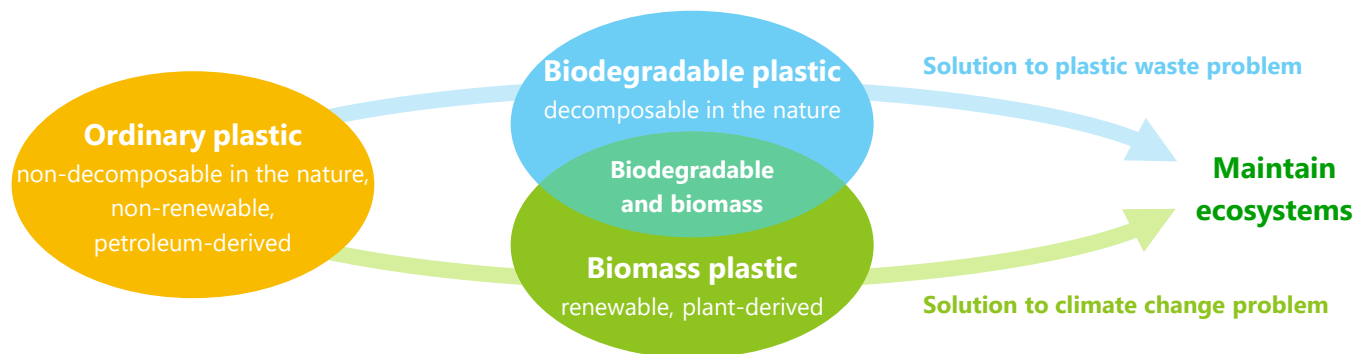 Ordinary plastic
non-decomposable in the nature,
non-renewable,
petroleum-derived
Biodegradable plastic
decomposable in the nature
Biodegradable
and biomass
Biomass plastic
renewable, plant-derived
Solution to plastic waste problem
Maintain
ecosystems
Solution to climate change problem